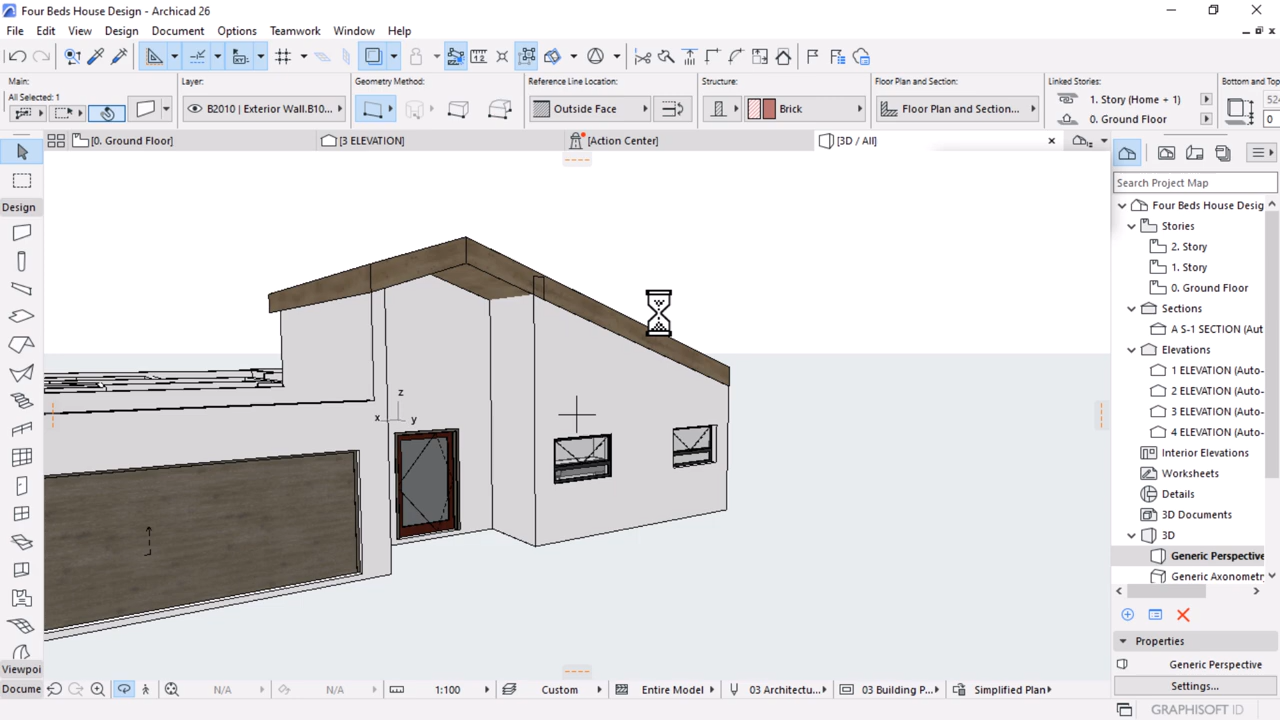 Four Beds House Design - Archicad 26
File Edit View Design Document Options Teamwork Window Help
Main: Layer: Geometry Method: Reference Line Location: Structure: Floor Plan and Section: Linked Stories: Bottom and Top
All Selected: 1
B2010 | Exterior Wall.B10... Outside Face Brick Floor Plan and Section... 1. Story (Home + 1)
0. Ground Floor 0
[0. Ground Floor] [3 ELEVATION] [Action Center] [3D / All]
Search Project Map
Design
Four Beds House Desig
Stories
2. Story
1. Story
0. Ground Floor
Sections
A S-1 SECTION (Aut
Elevations
1 ELEVATION (Auto-
2 ELEVATION (Auto-
3 ELEVATION (Auto-
4 ELEVATION (Auto-
Interior Elevations
Worksheets
Details
3D Documents
3D
Generic Perspective
Generic Axonometr
z
x y
Properties
Generic Perspective
Settings...
Viewpoi
Docume N/A N/A 1:100 Custom Entire Model 03 Architectu... 03 Building P... Simplified Plan
GRAPHISOFT ID